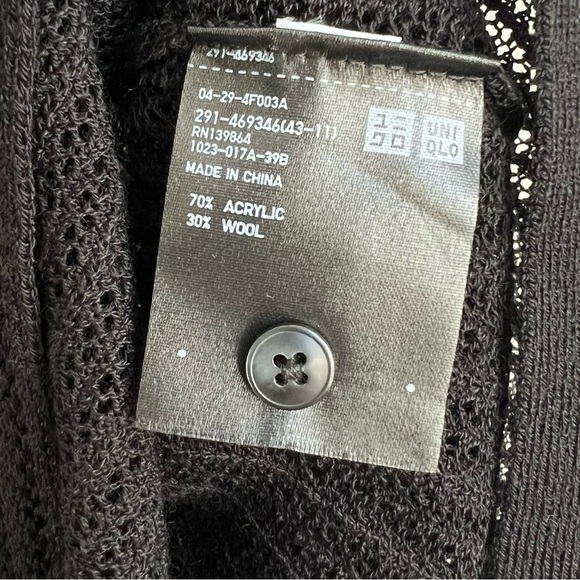 291-469346
04-29-4F003A
291-469346(43-11)
RN139864
1023-017A-39B
MADE IN CHINA
70% ACRYLIC
30% WOOL
ユニ
クロ
UNI
QLO